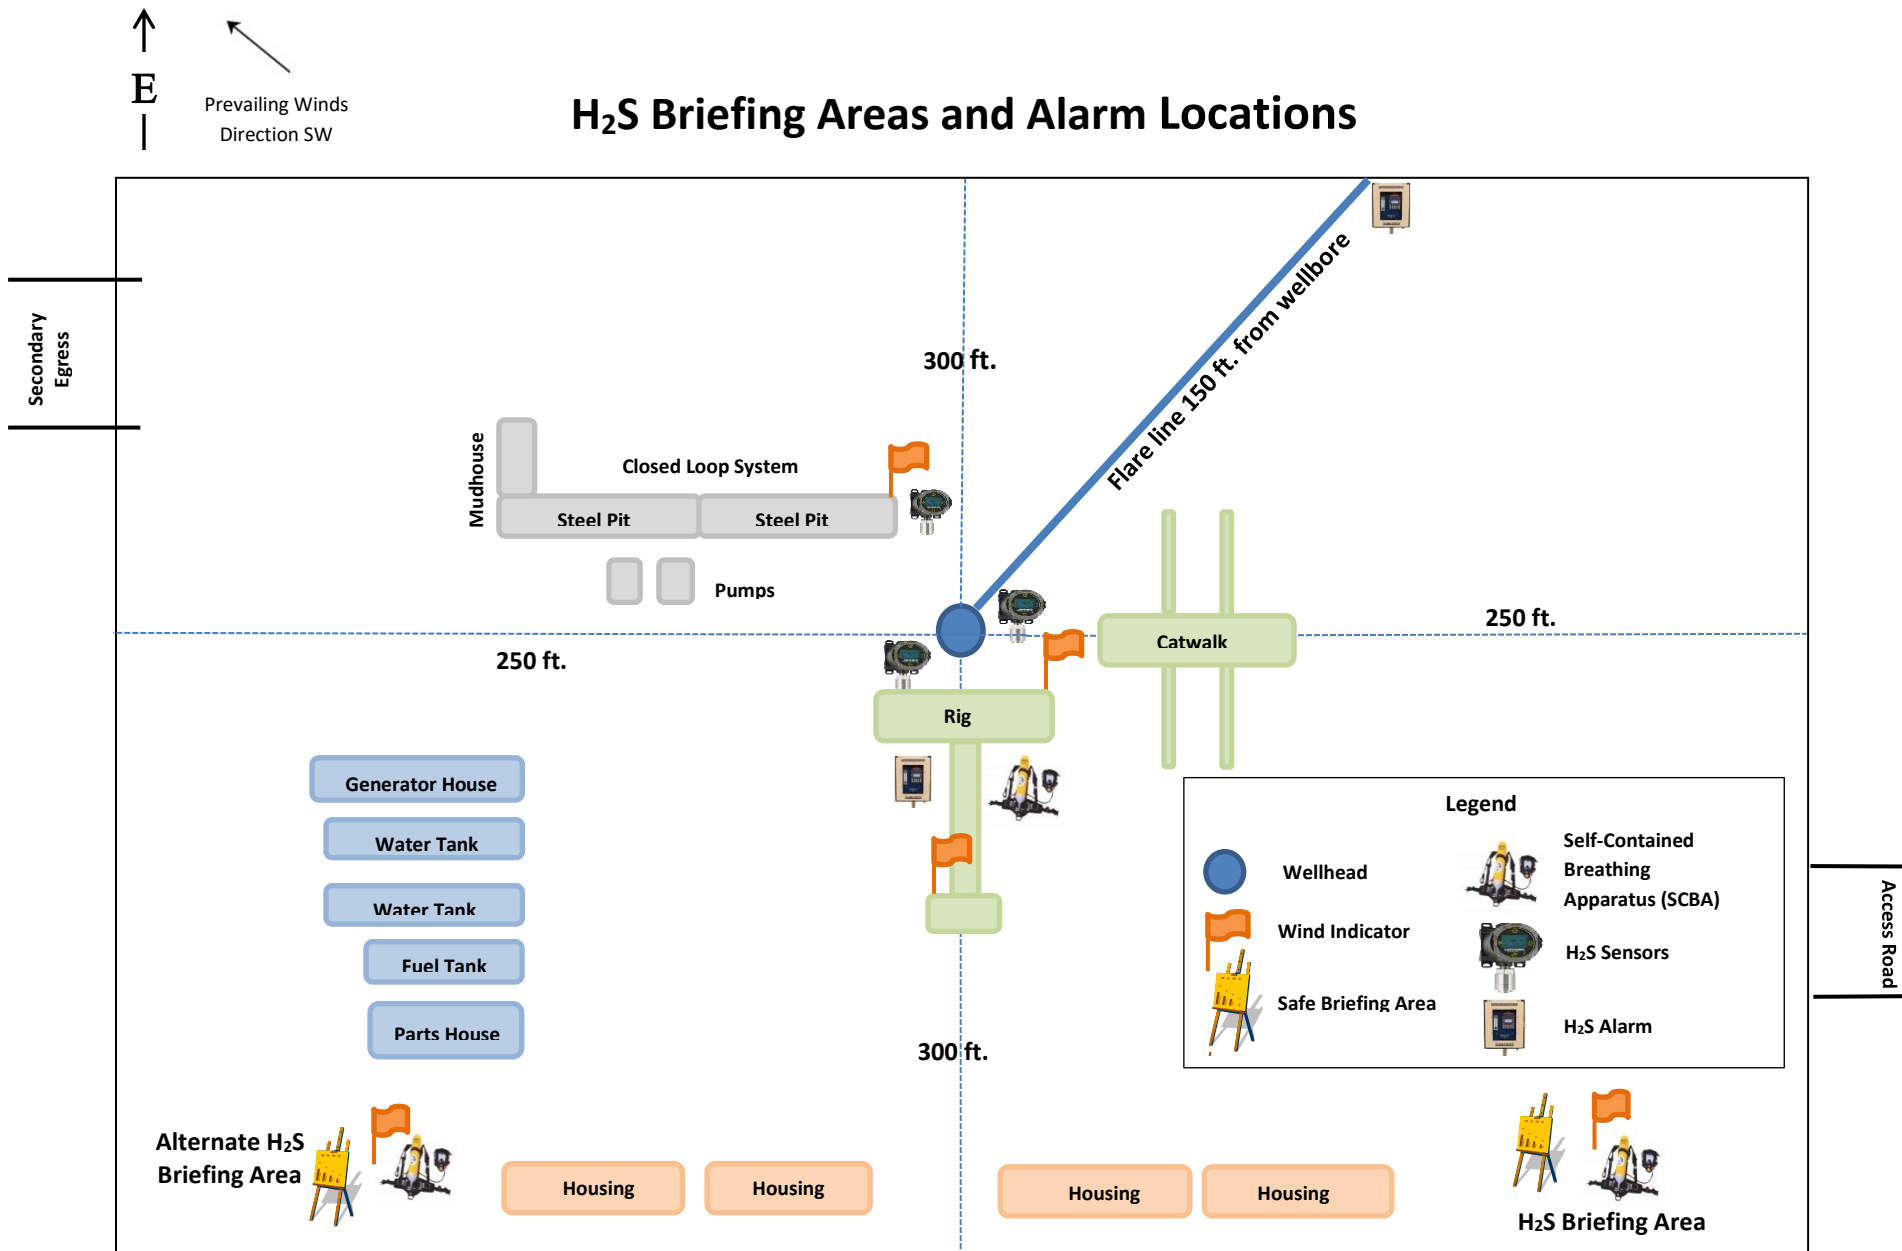 E
Prevailing Winds
Direction SW
H₂S Briefing Areas and Alarm Locations
Secondary
Egress
300 ft.
Flare line 150 ft. from wellbore
Mudhouse
Closed Loop System
Steel Pit
Steel Pit
Pumps
250 ft.
250 ft.
Catwalk
Rig
Generator House
Water Tank
Water Tank
Fuel Tank
Parts House
300 ft.
Legend
Wellhead
Wind Indicator
Safe Briefing Area
Self-Contained
Breathing
Apparatus (SCBA)
H₂S Sensors
H₂S Alarm
Access Road
Alternate H₂S
Briefing Area
Housing
Housing
Housing
Housing
H₂S Briefing Area